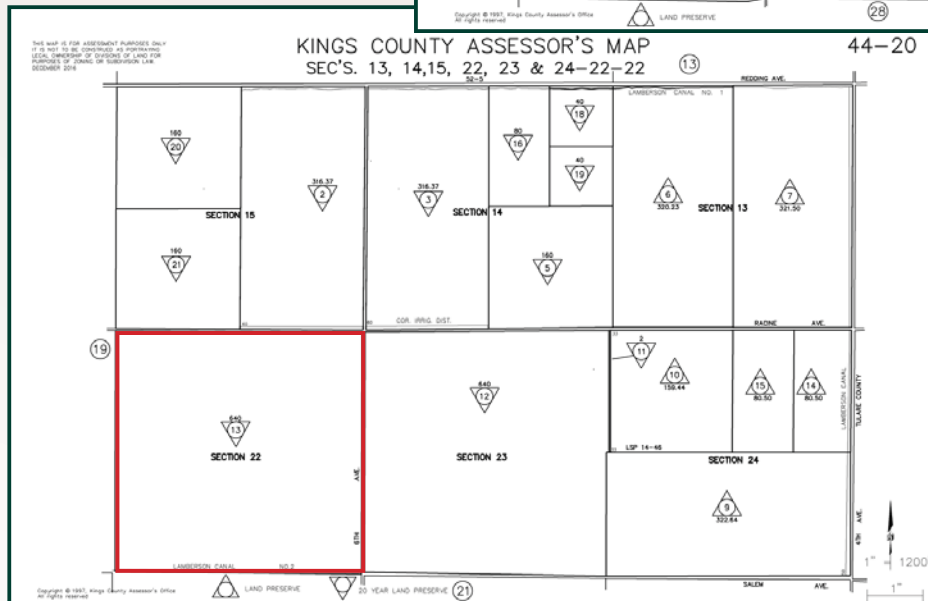 Copyright © 1997, Kings County Assessor's Office
All rights reserved
LAND PRESERVE
28
THIS MAP IS FOR ASSESSMENT PURPOSES ONLY
IT IS NOT TO BE CONSTRUED AS PORTRAYING
LEGAL OWNERSHIP OF DIVISIONS OF LAND FOR
PURPOSES OF ZONING OR SUBDIVISION LAW.
DECEMBER 2016
KINGS COUNTY ASSESSOR'S MAP
44-20
SEC'S. 13, 14,15, 22, 23 & 24-22-22
13
52-5
REDDING AVE.
LAMBERSON CANAL NO. 1
160
20
316.37
2
316.37
3
80
16
40
18
40
19
6
320.23
7
321.50
SECTION 15
SECTION 14
SECTION 13
160
21
160
5
COR. IRRIG. DIST.
RACINE AVE.
19
640
13
SECTION 22
6TH AVE.
LAMBERSON CANAL NO.2
640
12
SECTION 23
2
11
10
159.44
15
80.50
14
80.50
LAMBERSON CANAL
TULARE COUNTY
LSP 14-46
SECTION 24
9
322.64
4TH AVE.
1" 1200
1"
SALEM AVE.
Copyright © 1997, Kings County Assessor's Office
All rights reserved
LAND PRESERVE
20 YEAR LAND PRESERVE
21